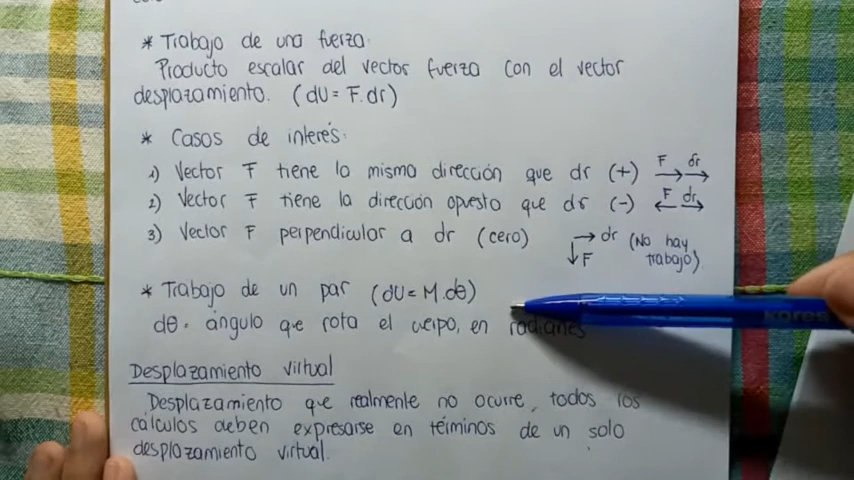 * Trabajo de una fuerza:
Producto escalar del vector fuerza con el vector
desplazamiento. (dU = F.dr)
* Casos de interés:
1) Vector F tiene la misma dirección que dr (+) F dr
2) Vector F tiene la dirección opuesta que dr (-) F dr
3) Vector F perpendicular a dr (cero) dr (No hay
F trabajo).
* Trabajo de un par (dU = M.dθ)
dθ = ángulo que rota el cuerpo, en radianes
Desplazamiento virtual
Desplazamiento que realmente no ocurre, todos los
cálculos deben expresarse en téminos de un solo
desplazamiento virtual.
kores